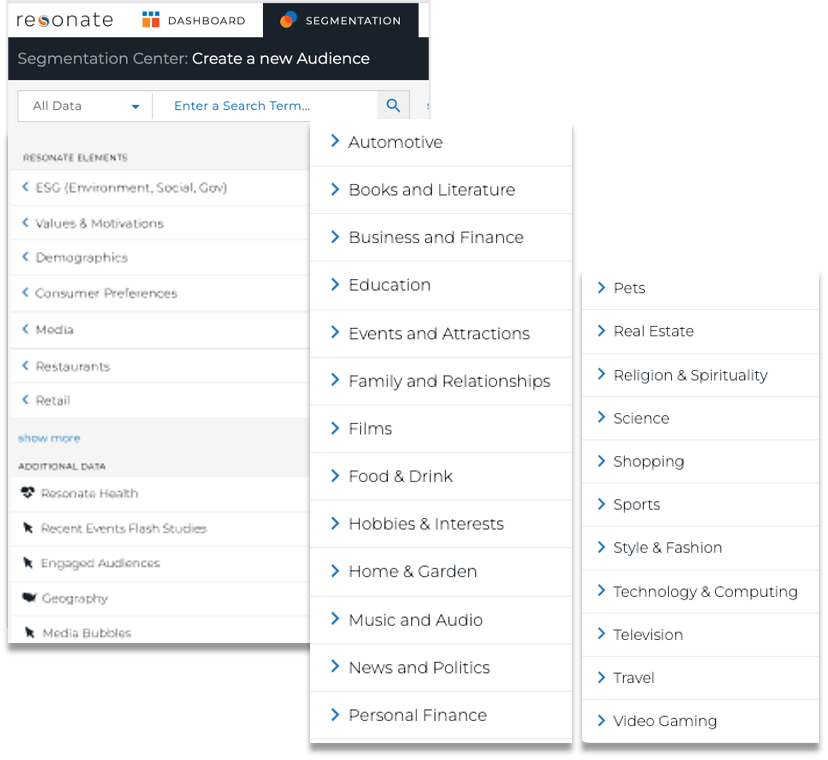 resonate
DASHBOARD
SEGMENTATION
Segmentation Center: Create a new Audience
All Data
Enter a Search Term...
RESONATE ELEMENTS
ESG (Environment, Social, Gov)
Values & Motivations
Demographics
Consumer Preferences
Media
Restaurants
Retail
show more
ADDITIONAL DATA
Resonate Health
Recent Events Flash Studies
Engaged Audiences
Geography
Media Bubbles
Automotive
Books and Literature
Business and Finance
Education
Events and Attractions
Family and Relationships
Films
Food & Drink
Hobbies & Interests
Home & Garden
Music and Audio
News and Politics
Personal Finance
Pets
Real Estate
Religion & Spirituality
Science
Shopping
Sports
Style & Fashion
Technology & Computing
Television
Travel
Video Gaming